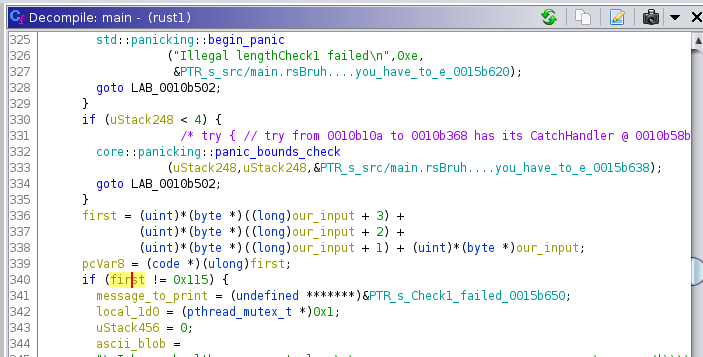 Decompile: main - (rust1)
325 std::panicking::begin_panic
326 ("Illegal lengthCheck1 failed\n",0xe,
327 &PTR_s_src/main.rsBruh....you_have_to_e_0015b620);
328 goto LAB_0010b502;
329 }
330 if (uStack248 < 4) {
331 /* try { // try from 0010b10a to 0010b368 has its CatchHandler @ 0010b58b
332 core::panicking::panic_bounds_check
333 (uStack248,uStack248,&PTR_s_src/main.rsBruh....you_have_to_e_0015b638);
334 goto LAB_0010b502;
335 }
336 first = (uint)*(byte *)((long)our_input + 3) +
337 (uint)*(byte *)((long)our_input + 2) +
338 (uint)*(byte *)((long)our_input + 1) + (uint)*(byte *)our_input;
339 pcVar8 = (code *)(ulong)first;
340 if (first != 0x115) {
341 message_to_print = (undefined *******)&PTR_s_Check1_failed_0015b650;
342 local_1d0 = (pthread_mutex_t *)0x1;
343 uStack456 = 0;
344 ascii_blob =